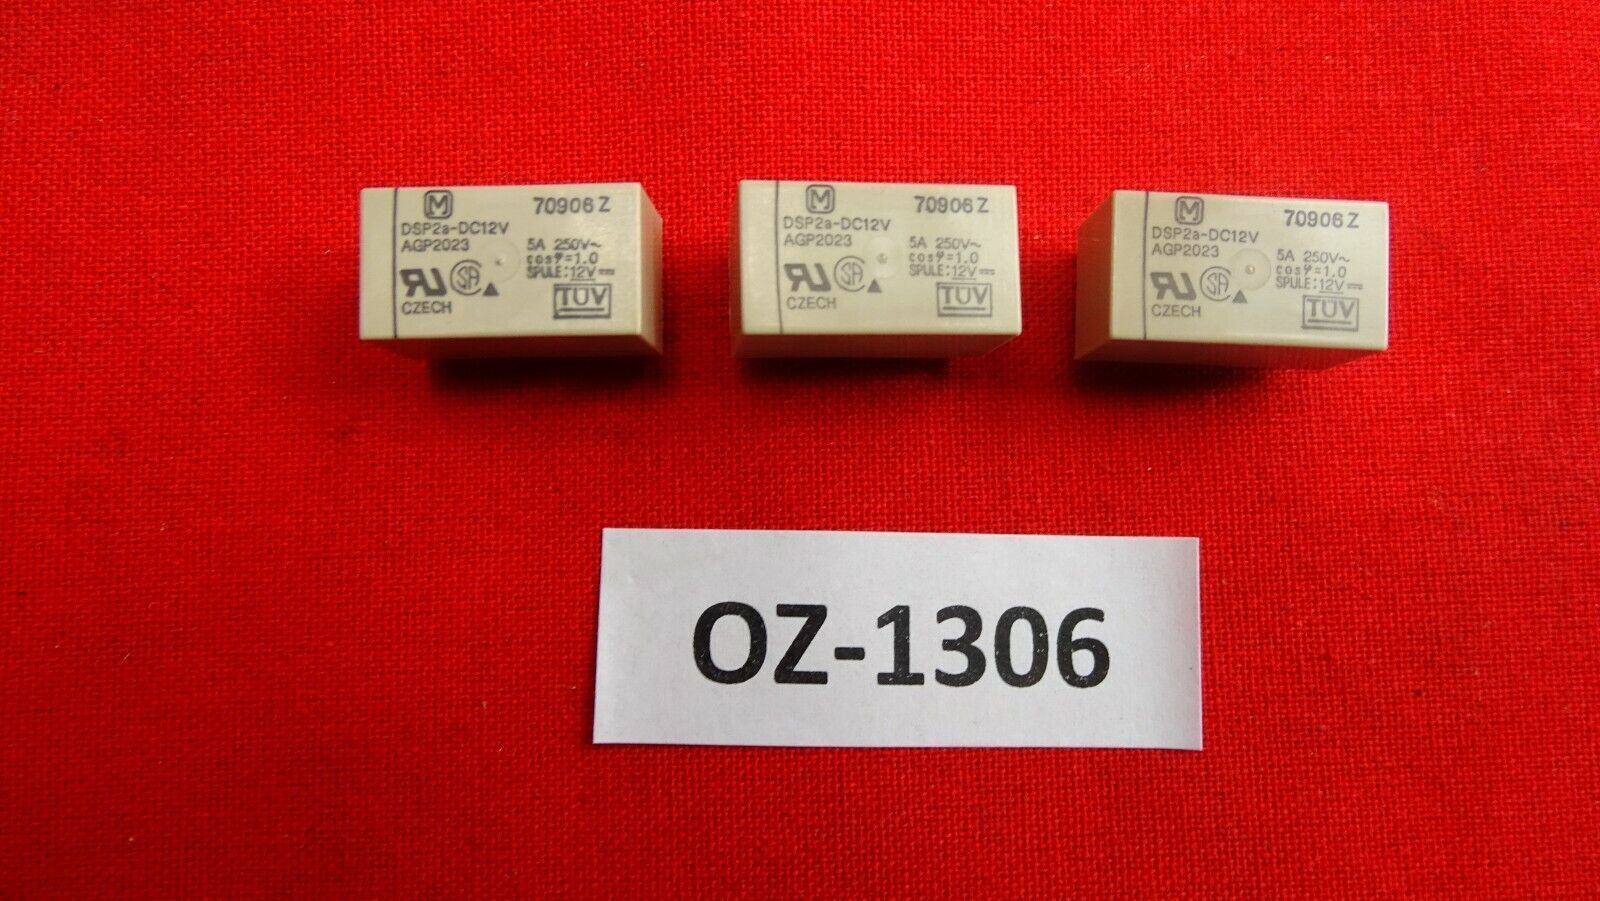 M 70906 Z
DSP2a-DC12V
AGP2023 5A 250V~
cosφ=1.0
SPULE:12V⎓
CZECH TÜV
M 70906 Z
DSP2a-DC12V
AGP2023 5A 250V~
cosφ=1.0
SPULE:12V⎓
CZECH TÜV
M 70906 Z
DSP2a-DC12V
AGP2023 5A 250V~
cosφ=1.0
SPULE:12V⎓
CZECH TÜV
OZ-1306